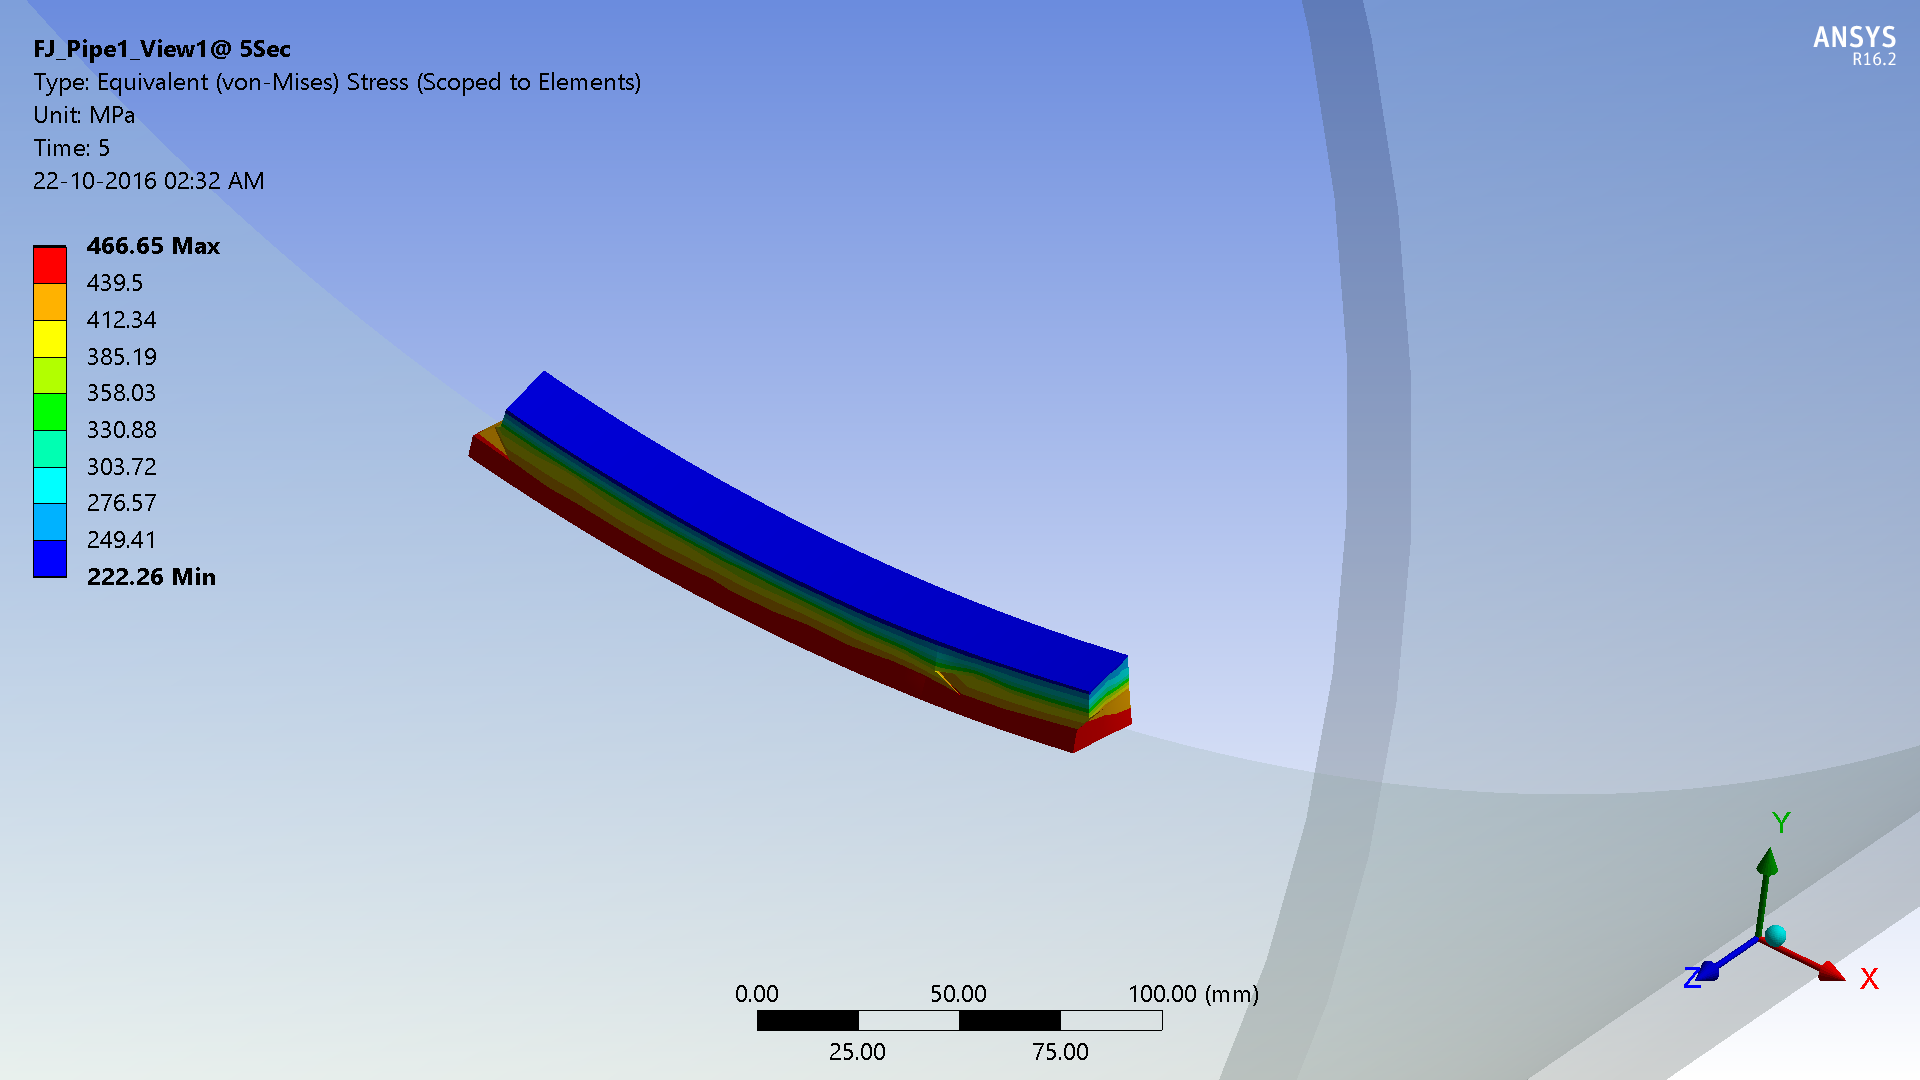 FJ_Pipe1_View1@ 5Sec
Type: Equivalent (von-Mises) Stress (Scoped to Elements)
Unit: MPa
Time: 5
22-10-2016 02:32 AM
ANSYS
R16.2
466.65 Max
439.5
412.34
385.19
358.03
330.88
303.72
276.57
249.41
222.26 Min
Y
Z
X
0.00 50.00 100.00 (mm)
25.00 75.00